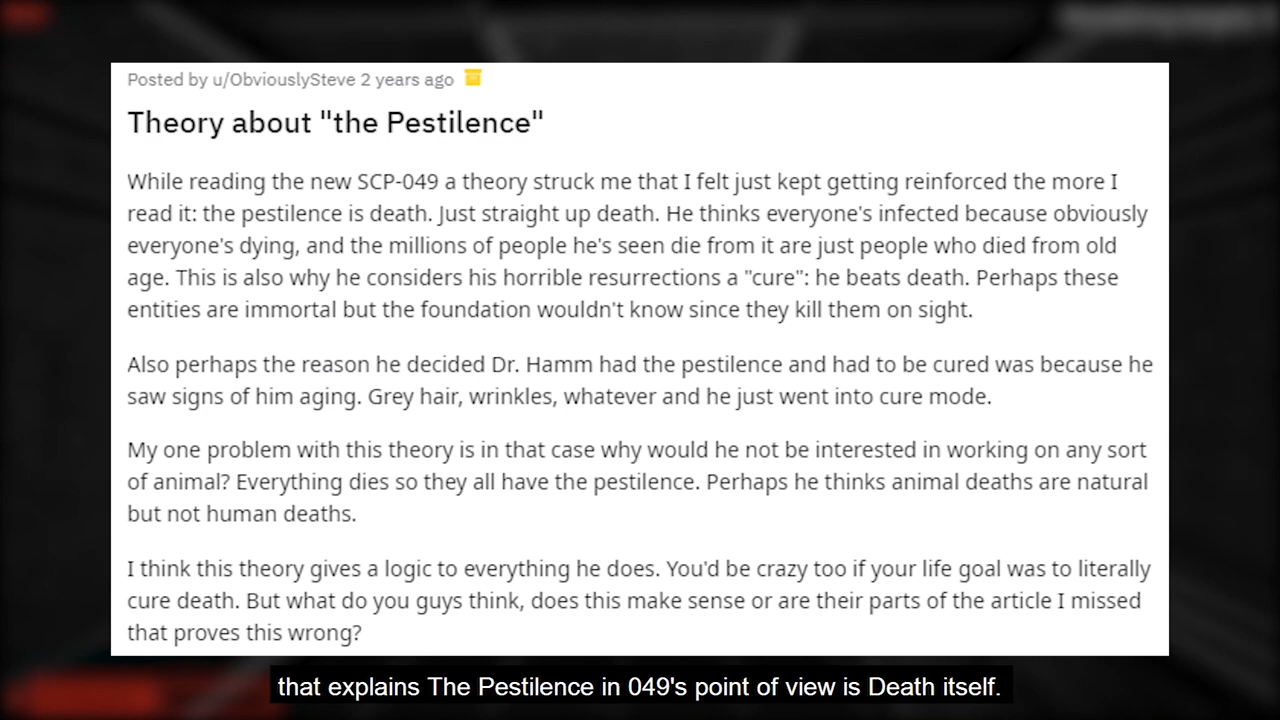 Posted by u/ObviouslySteve 2 years ago
Theory about "the Pestilence"
While reading the new SCP-049 a theory struck me that I felt just kept getting reinforced the more I
read it: the pestilence is death. Just straight up death. He thinks everyone's infected because obviously
everyone's dying, and the millions of people he's seen die from it are just people who died from old
age. This is also why he considers his horrible resurrections a "cure": he beats death. Perhaps these
entities are immortal but the foundation wouldn't know since they kill them on sight.
Also perhaps the reason he decided Dr. Hamm had the pestilence and had to be cured was because he
saw signs of him aging. Grey hair, wrinkles, whatever and he just went into cure mode.
My one problem with this theory is in that case why would he not be interested in working on any sort
of animal? Everything dies so they all have the pestilence. Perhaps he thinks animal deaths are natural
but not human deaths.
I think this theory gives a logic to everything he does. You'd be crazy too if your life goal was to literally
cure death. But what do you guys think, does this make sense or are their parts of the article I missed
that proves this wrong?
that explains The Pestilence in 049's point of view is Death itself.